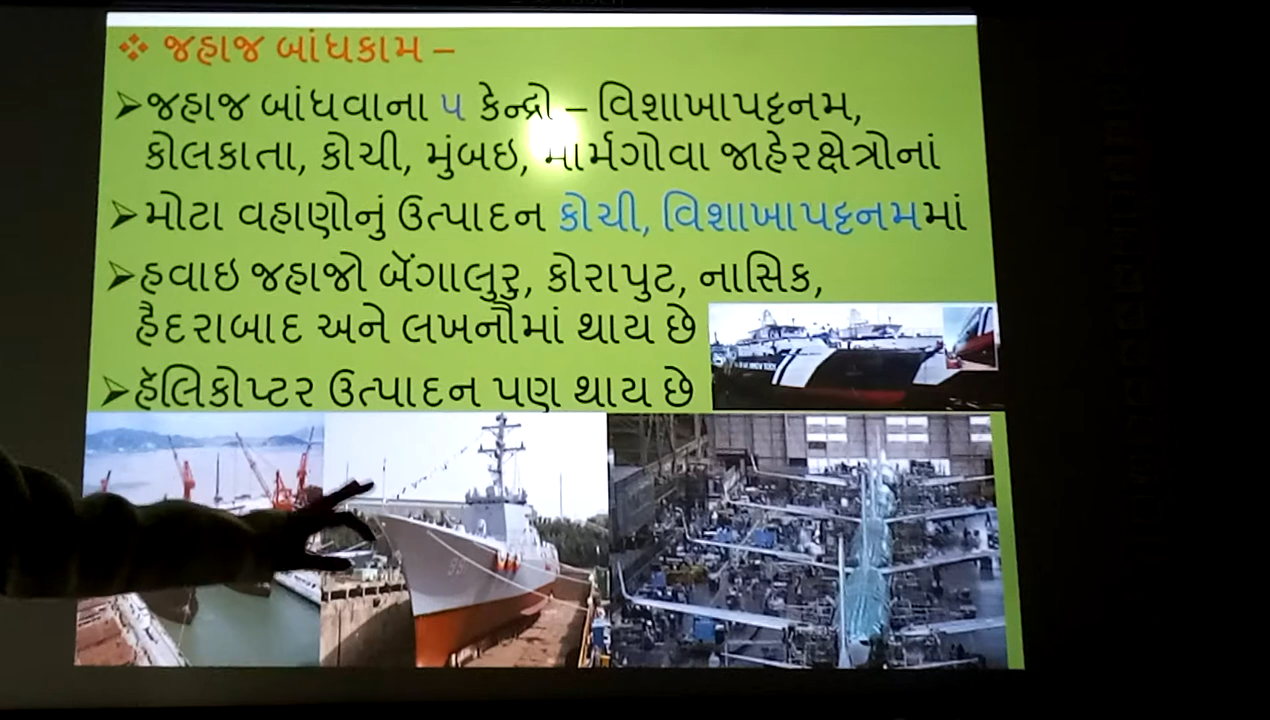 ❖ જહાજ બાંધકામ –
➢જહાજ બાંધવાના ૫ કેન્દ્રો – વિશાખાપટ્ટનમ,
કોલકાતા, કોચી, મુંબઇ, માર્મગોવા જાહેરક્ષેત્રોનાં
➢મોટા વહાણોનું ઉત્પાદન કોચી, વિશાખાપટ્ટનમમાં
➢હવાઇ જહાજો બૅંગાલુરુ, કોરાપુટ, નાસિક,
હૈદરાબાદ અને લખનૌમાં થાય છે
➢હૅલિકોપ્ટર ઉત્પાદન પણ થાય છે